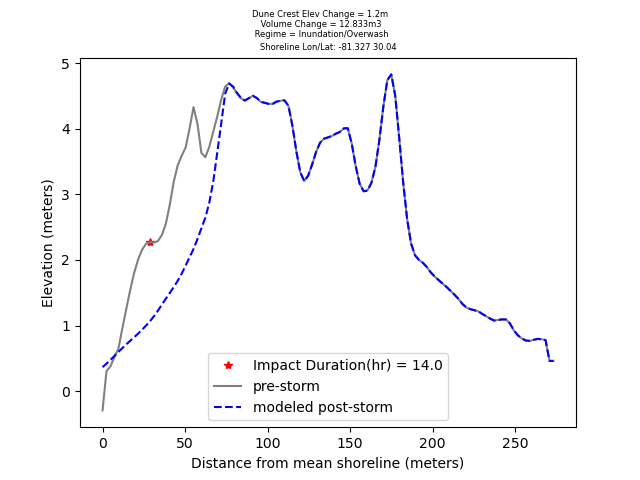 Dune Crest Elev Change = 1.2m
Volume Change = 12.833m3
Regime = Inundation/Overwash
Shoreline Lon/Lat: -81.327 30.04
5
4
3
2
1
0
Elevation (meters)
Impact Duration(hr) = 14.0
pre-storm
modeled post-storm
0 50 100 150 200 250
Distance from mean shoreline (meters)